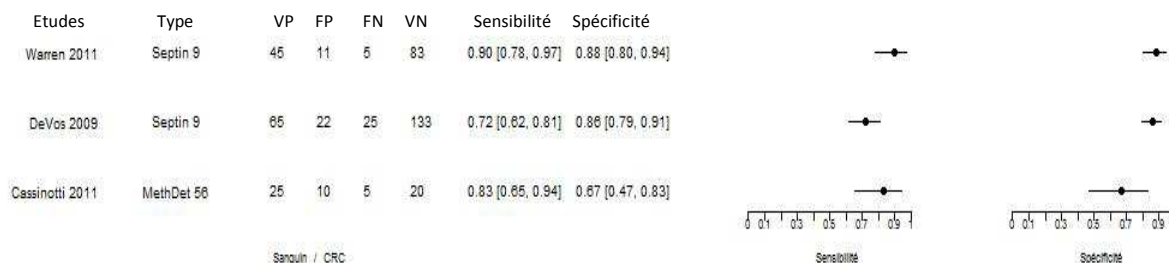 Etudes Type VP FP FN VN Sensibilité Spécificité
Warren 2011 Septin 9 45 11 5 83 0.90 [0.78, 0.97] 0.88 [0.80, 0.94]
DeVos 2009 Septin 9 65 22 25 133 0.72 [0.62, 0.81] 0.86 [0.79, 0.91]
Cassinotti 2011 MethDet 56 25 10 5 20 0.83 [0.65, 0.94] 0.67 [0.47, 0.83]
0 0.1 0.3 0.5 0.7 0.9 0 0.1 0.3 0.5 0.7 0.9
Sanguin / CRC Sensibilité Spécificité